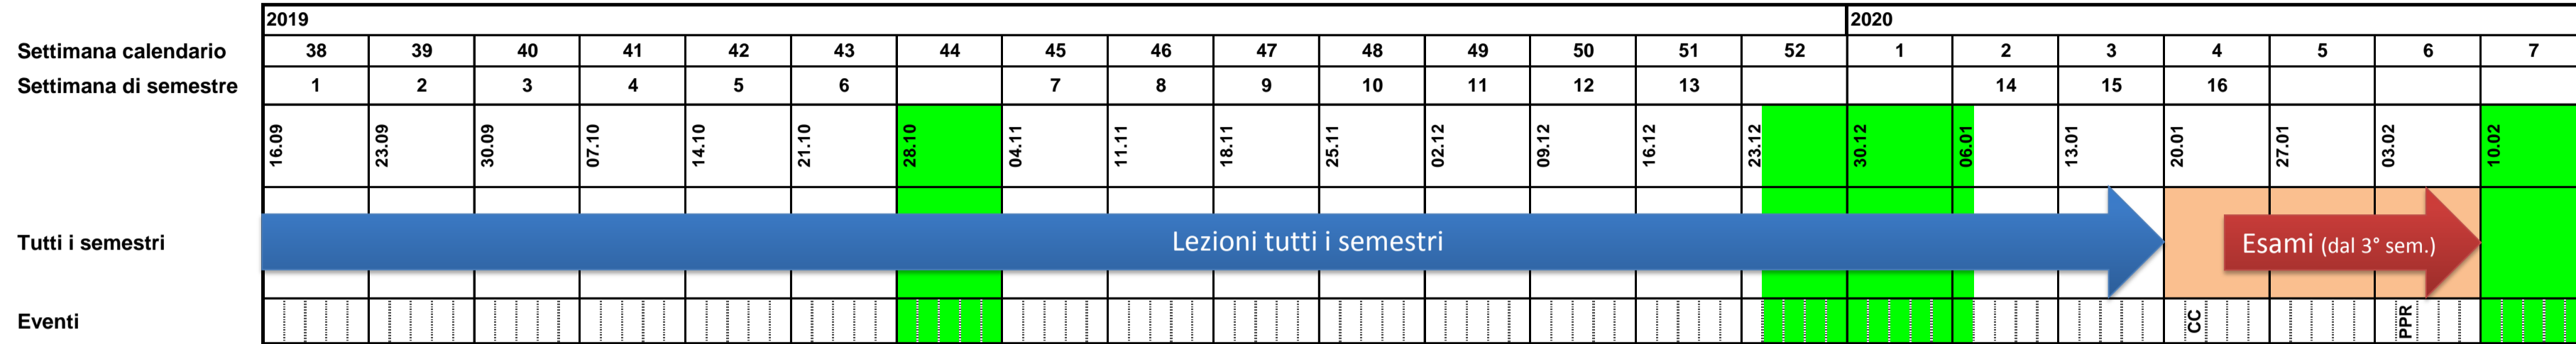 2019 2020
Settimana calendario 38 39 40 41 42 43 44 45 46 47 48 49 50 51 52 1 2 3 4 5 6 7
Settimana di semestre 1 2 3 4 5 6 7 8 9 10 11 12 13 14 15 16
16.09 23.09 30.09 07.10 14.10 21.10 28.10 04.11 11.11 18.11 25.11 02.12 09.12 16.12 23.12 30.12 06.01 13.01 20.01 27.01 03.02 10.02
Tutti i semestri Lezioni tutti i semestri Esami (dal 3° sem.)
Eventi CC PPR